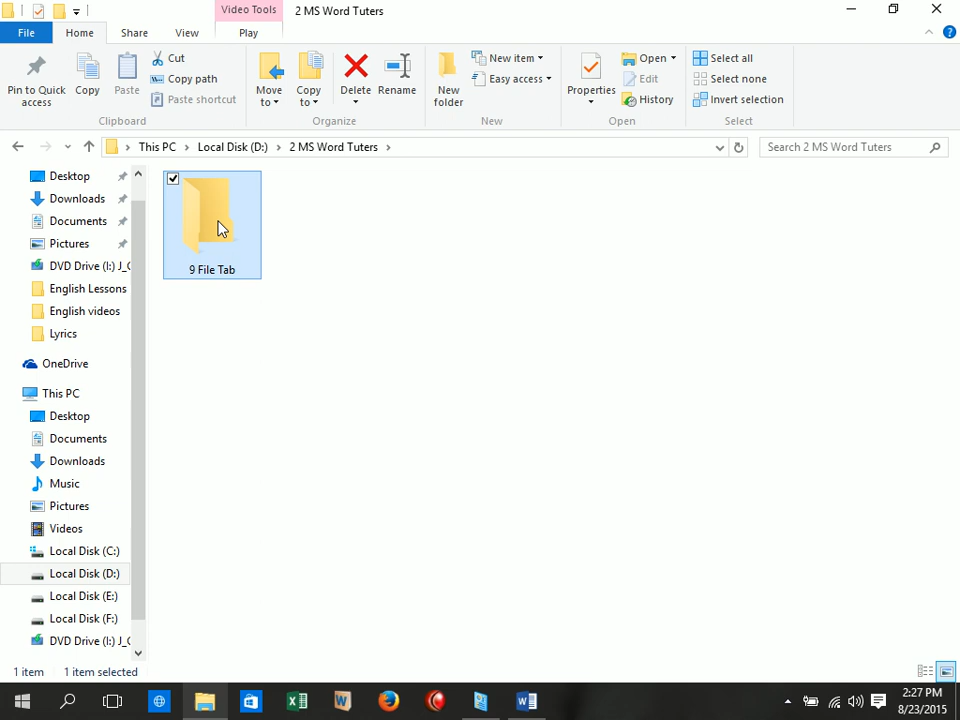 Video Tools
2 MS Word Tuters
File
Home
Share
View
Play
Pin to Quick access
Copy
Paste
Cut
Copy path
Paste shortcut
Clipboard
Move to
Copy to
Delete
Rename
Organize
New folder
New item
Easy access
New
Properties
Open
Edit
History
Open
Select all
Select none
Invert selection
Select
This PC
Local Disk (D:)
2 MS Word Tuters
Search 2 MS Word Tuters
Desktop
Downloads
Documents
Pictures
DVD Drive (I:) J_C
English Lessons
English videos
Lyrics
OneDrive
This PC
Desktop
Documents
Downloads
Music
Pictures
Videos
Local Disk (C:)
Local Disk (D:)
Local Disk (E:)
Local Disk (F:)
DVD Drive (I:) J_C
9 File Tab
1 item
1 item selected
2:27 PM
8/23/2015